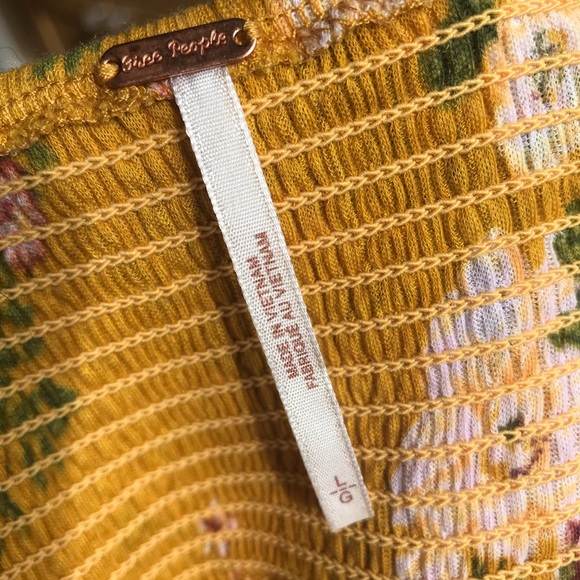 Free People
MADE IN VIETNAM
FABRIQUÉ AU VIETNAM
L
G